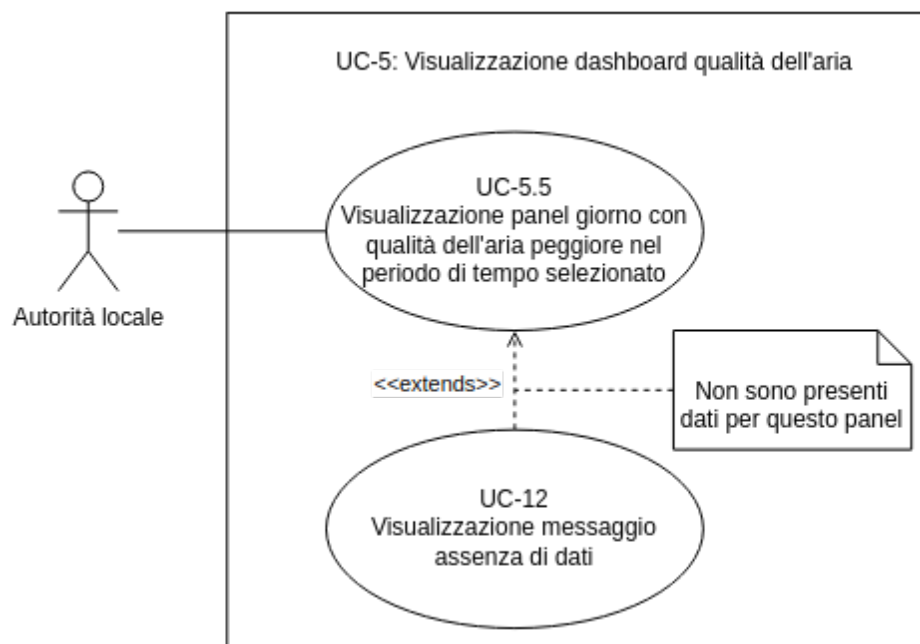 UC-5: Visualizzazione dashboard qualità dell'aria
UC-5.5
Visualizzazione panel giorno con
qualità dell'aria peggiore nel
periodo di tempo selezionato
Autorità locale
<<extends>>
Non sono presenti
dati per questo panel
UC-12
Visualizzazione messaggio
assenza di dati